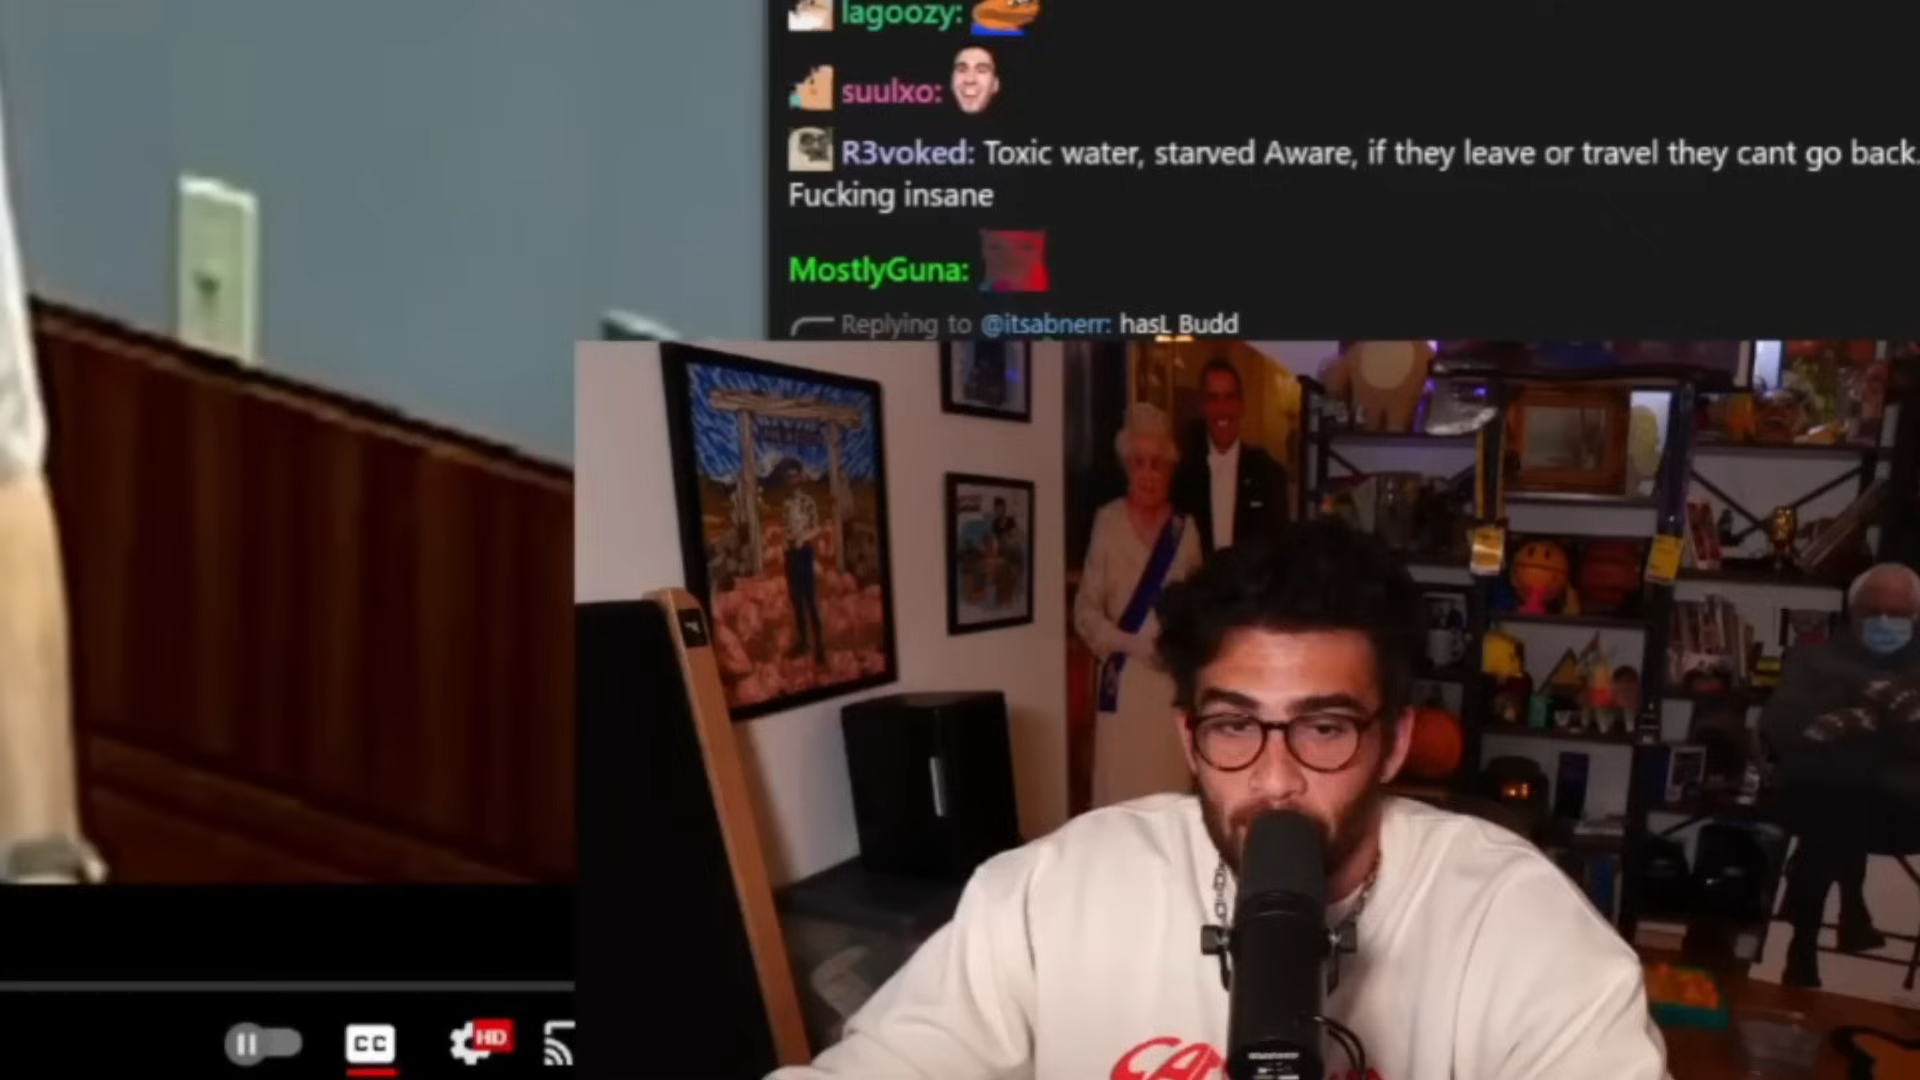 lagoozy:
suulxo:
R3voked: Toxic water, starved Aware, if they leave or travel they cant go back.
Fucking insane
MostlyGuna:
Replying to @itsabnerr: hasL Budd
CC
HD